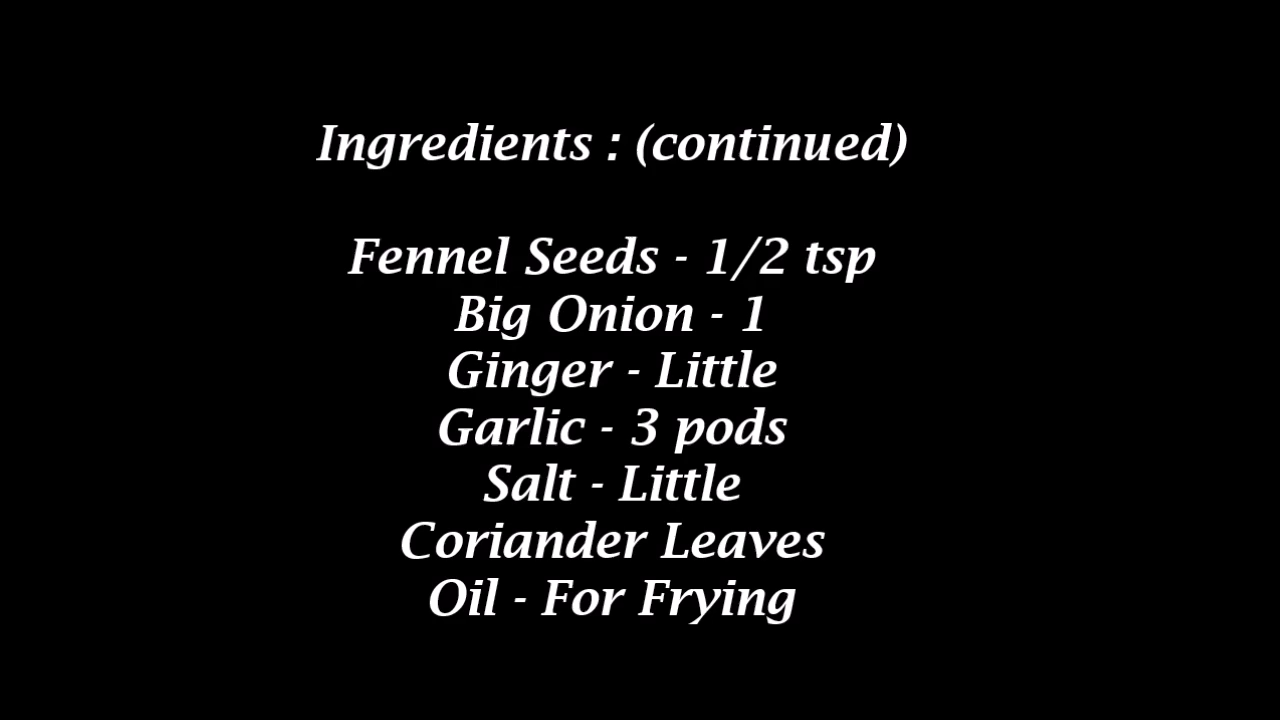 Ingredients : (continued)
Fennel Seeds - 1/2 tsp
Big Onion - 1
Ginger - Little
Garlic - 3 pods
Salt - Little
Coriander Leaves
Oil - For Frying